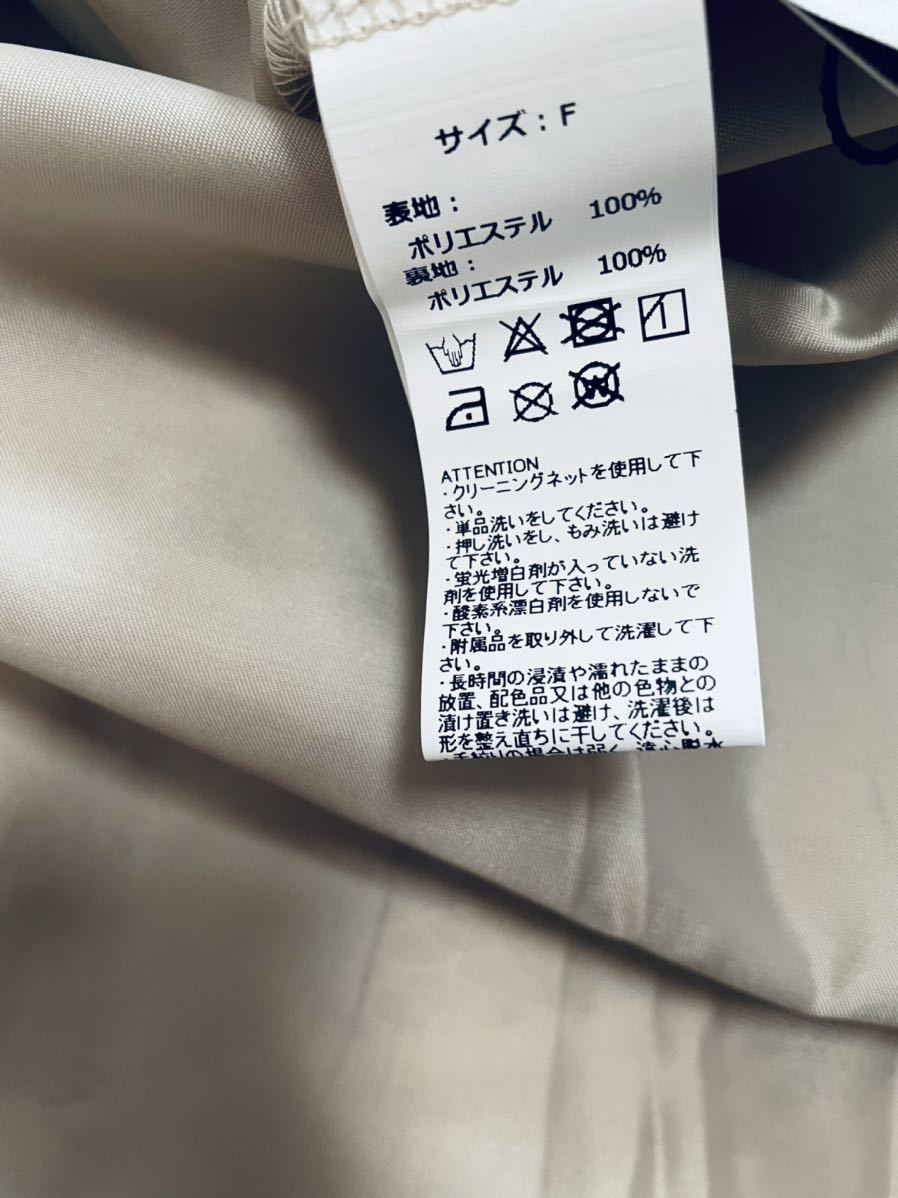 サイズ：F
表地：
ポリエステル 100%
裏地：
ポリエステル 100%
ATTENTION
・クリーニングネットを使用して下
さい。
・単品洗いをしてください。
・押し洗いをし、もみ洗いは避け
て下さい。
・蛍光増白剤が入っていない洗
剤を使用して下さい。
・酸素系漂白剤を使用しないで
下さい。
・附属品を取り外して洗濯して下
さい。
・長時間の浸漬や濡れたままの
放置、配色品又は他の色物との
漬け置き洗いは避け、洗濯後は
形を整え直ちに干してください。